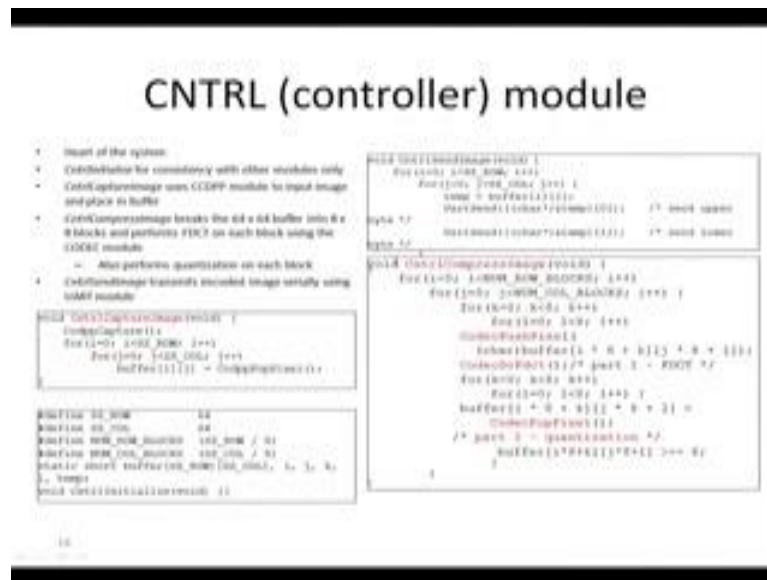 CNTRL (controller) module
• Heart of the system
• CntrlInitialize for consistency with other modules only
• CntrlCaptureImage uses CCDPP module to input image
and place in buffer
• CntrlCompressImage breaks the 64 x 64 buffer into 8 x
8 blocks and performs FDCT on each block using the
CODEC module
– Also performs quantization on each block
• CntrlSendImage transmits encoded image serially using
UART module
void CntrlCaptureImage(void) {
CcdppCapture();
for(i=0; i<SZ_ROW; i++)
for(j=0; j<SZ_COL; j++)
buffer[i][j] = CcdppPopPixel();
}
#define SZ_ROW 64
#define SZ_COL 64
#define NUM_ROW_BLOCKS (SZ_ROW / 8)
#define NUM_COL_BLOCKS (SZ_COL / 8)
static short buffer[SZ_ROW][SZ_COL], i, j, k,
l, temp;
void CntrlInitialize(void) {}
void CntrlSendImage(void) {
for(i=0; i<SZ_ROW; i++)
for(j=0; j<SZ_COL; j++) {
temp = buffer[i][j];
UartSend(((char*)&temp)[0]); /* send upper
byte */
UartSend(((char*)&temp)[1]); /* send lower
byte */
}
void CntrlCompressImage(void) {
for(i=0; i<NUM_ROW_BLOCKS; i++)
for(j=0; j<NUM_COL_BLOCKS; j++) {
for(k=0; k<8; k++)
for(l=0; l<8; l++)
CodecPushPixel(
(char)buffer[i * 8 + k][j * 8 + l]);
CodecDoFdct();/* part 1 - FDCT */
for(k=0; k<8; k++)
for(l=0; l<8; l++) {
buffer[i * 8 + k][j * 8 + l] =
CodecPopPixel();
/* part 2 - quantization */
buffer[i*8+k][j*8+l] >>= 6;
}
}
}